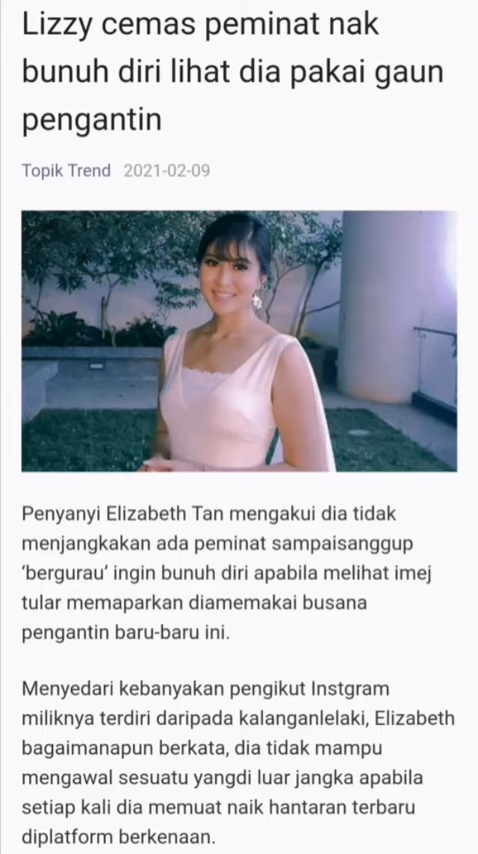 Lizzy cemas peminat nak
bunuh diri lihat dia pakai gaun
pengantin
Topik Trend 2021-02-09
Penyanyi Elizabeth Tan mengakui dia tidak
menjangkakan ada peminat sampaisanggup
‘bergurau’ ingin bunuh diri apabila melihat imej
tular memaparkan diamemakai busana
pengantin baru-baru ini.
Menyedari kebanyakan pengikut Instgram
miliknya terdiri daripada kalanganlelaki, Elizabeth
bagaimanapun berkata, dia tidak mampu
mengawal sesuatu yangdi luar jangka apabila
setiap kali dia memuat naik hantaran terbaru
diplatform berkenaan.